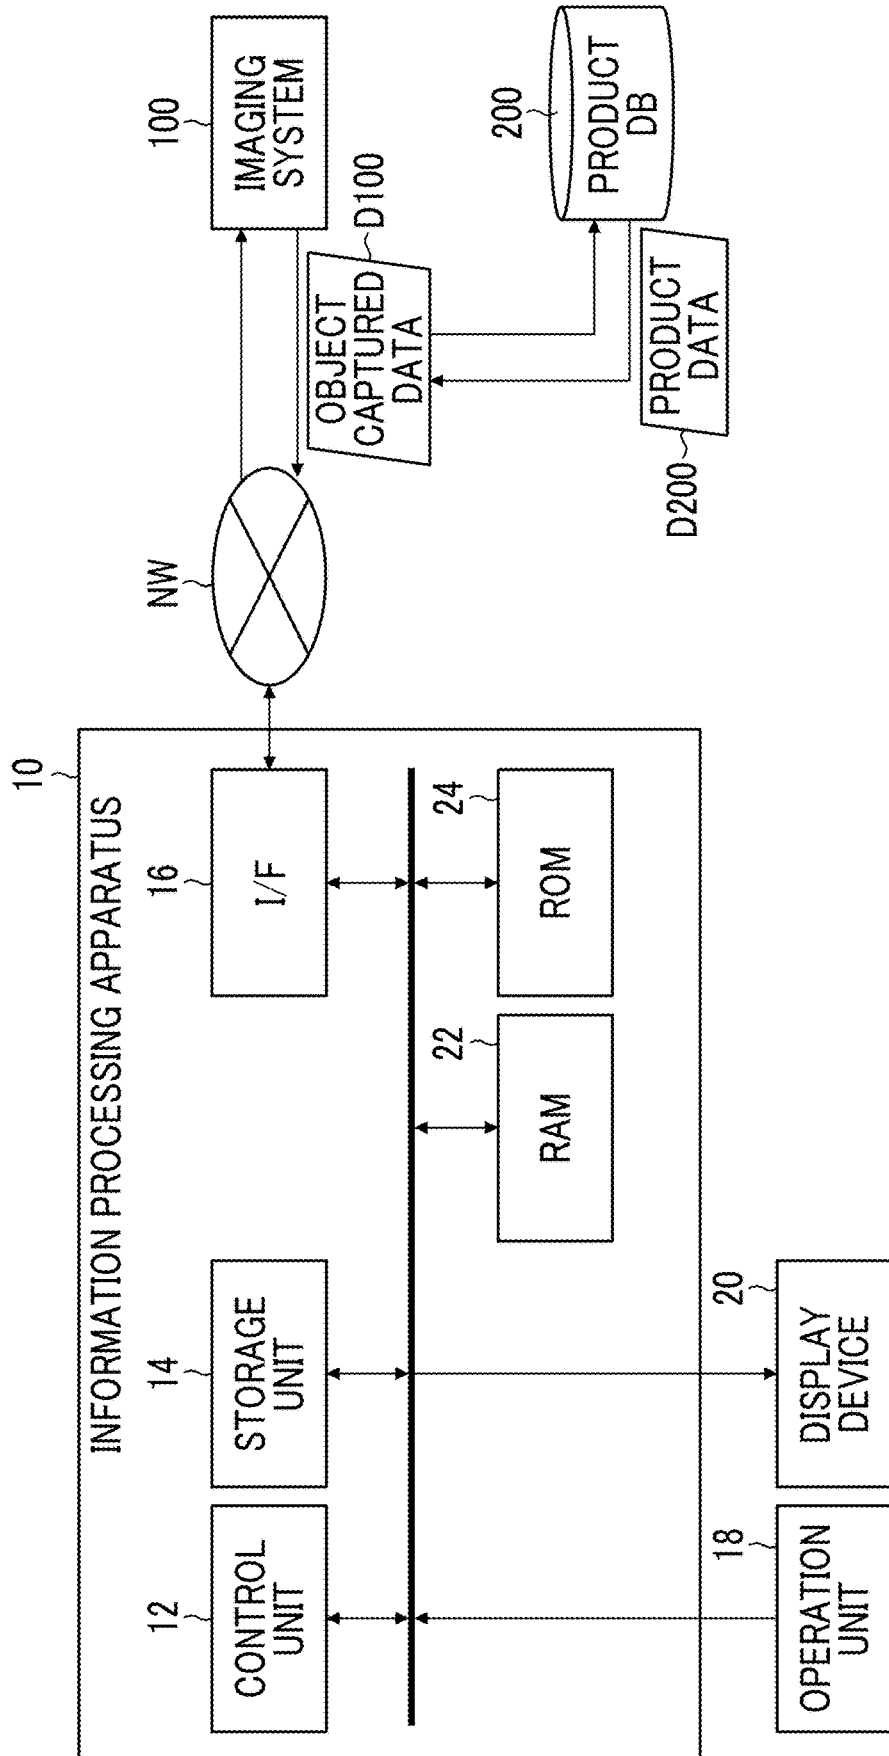 10
INFORMATION PROCESSING APPARATUS
12
CONTROL
UNIT
14
STORAGE
UNIT
16
I/F
NW
100
IMAGING
SYSTEM
OBJECT
CAPTURED
DATA
D100
22
RAM
24
ROM
200
PRODUCT
DB
D200
PRODUCT
DATA
18
OPERATION
UNIT
20
DISPLAY
DEVICE